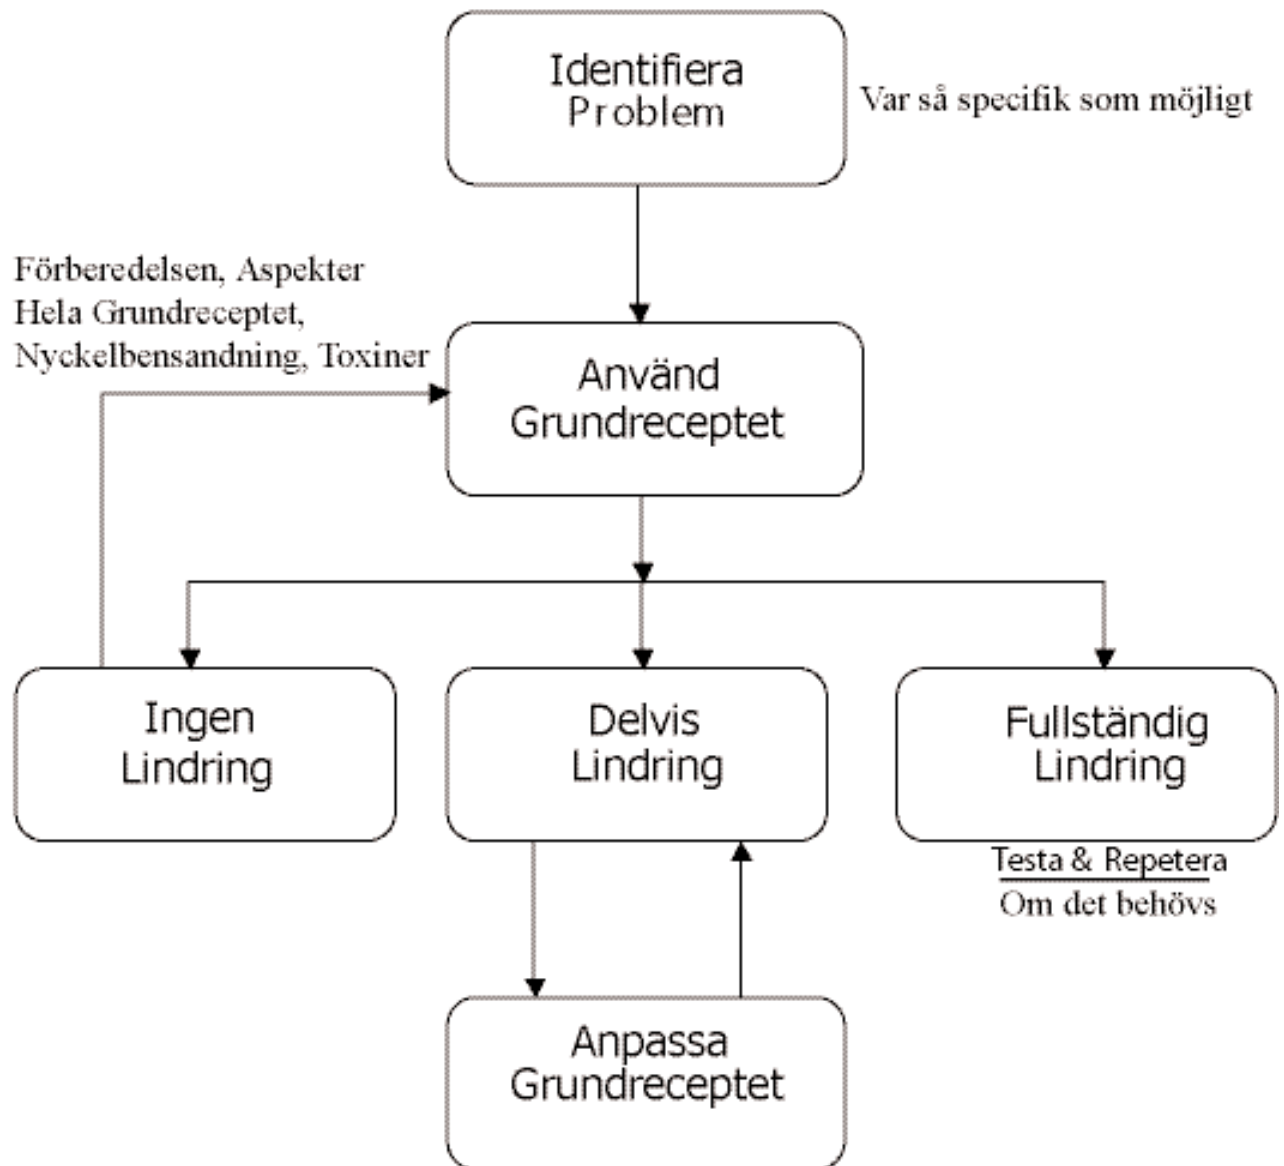 Identifiera
Problem
Var så specifik som möjligt
Förberedelsen, Aspekter
Hela Grundreceptet,
Nyckelbensandning, Toxiner
Använd
Grundreceptet
Ingen
Lindring
Delvis
Lindring
Fullständig
Lindring
Testa & Repetera
Om det behövs
Anpassa
Grundreceptet